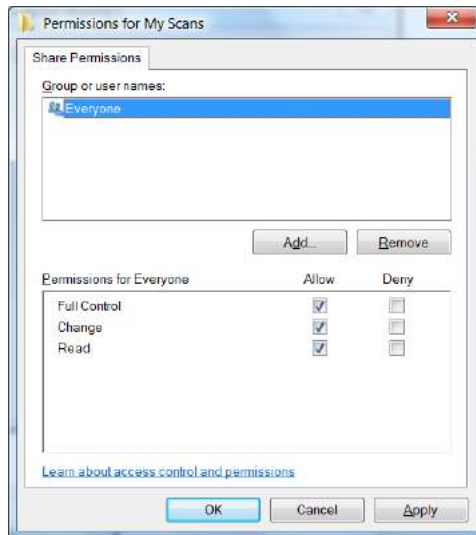 Permissions for My Scans
Share Permissions
Group or user names:
Everyone
Add...
Remove
Permissions for Everyone
Allow
Deny
Full Control
Change
Read
Learn about access control and permissions
OK
Cancel
Apply